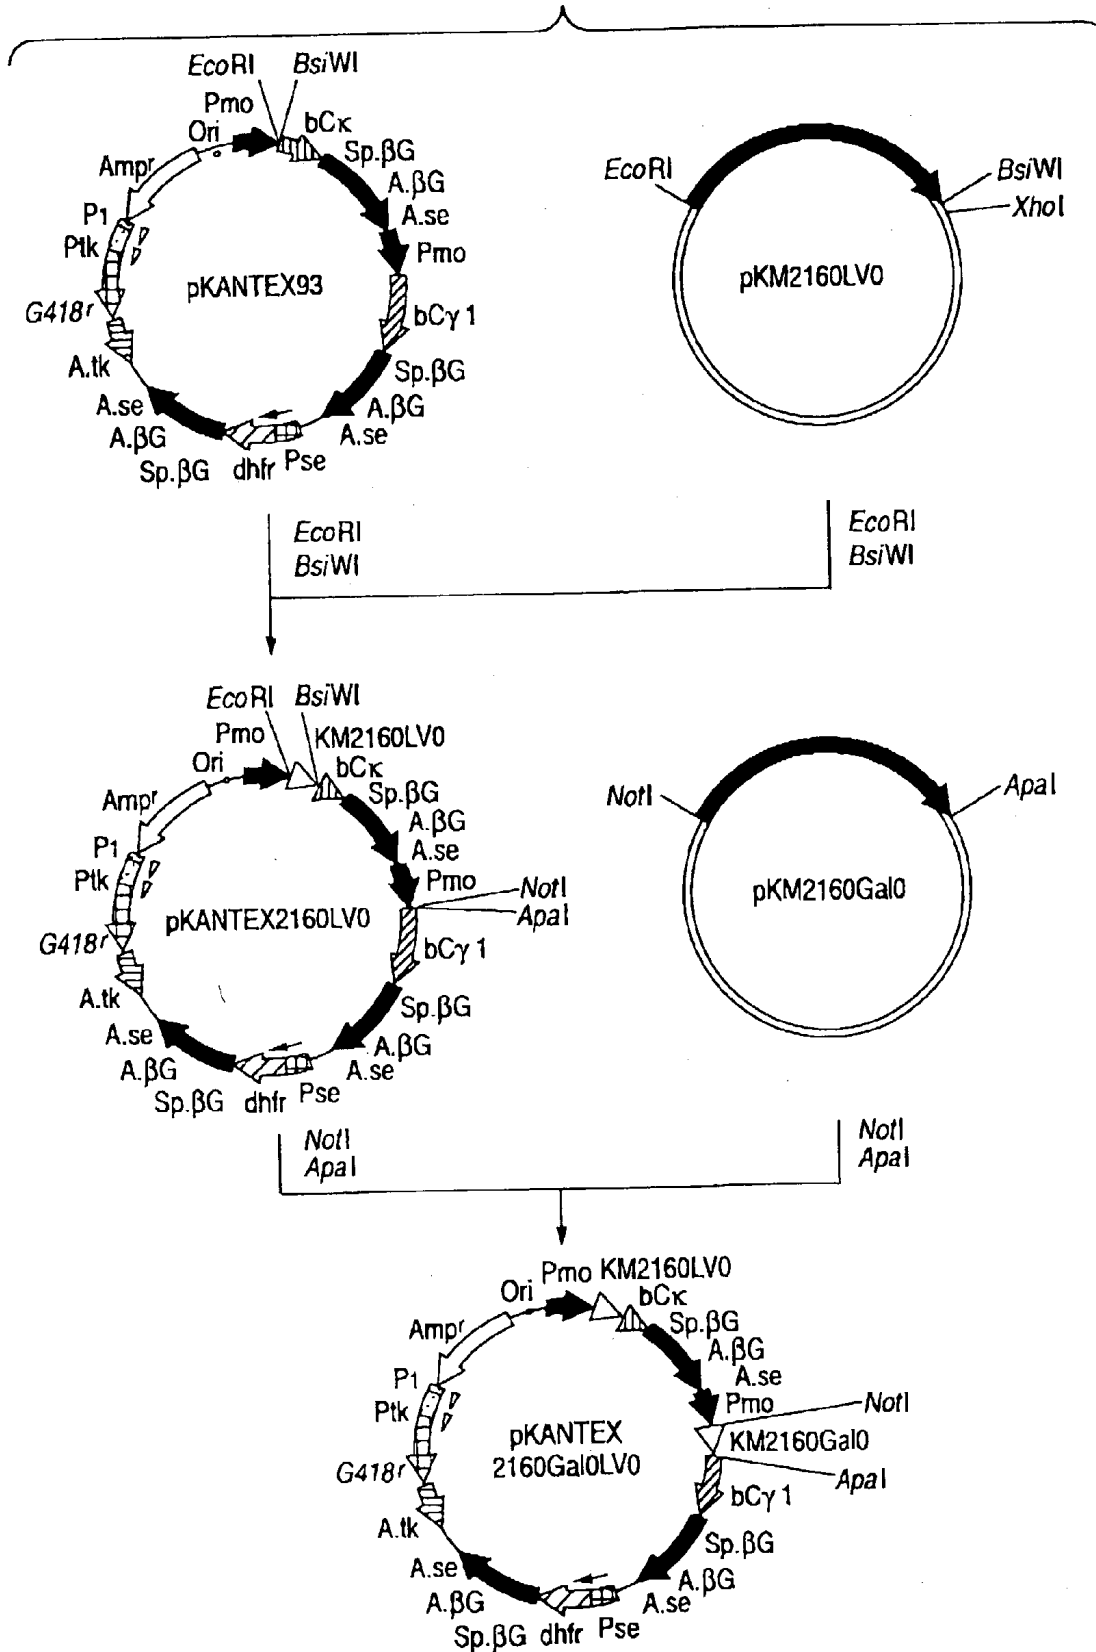 EcoRI BsiWI
Pmo
bCκ
Ori
Sp.βG
Ampr
A.βG
A.se
P1
Pmo
Ptk
pKANTEX93
G418r
bCγ1
A.tk
Sp.βG
A.se
A.βG
A.βG
A.se
Sp.βG dhfr Pse
EcoRI
BsiWI
XhoI
pKM2160LV0
EcoRI
BsiWI
EcoRI
BsiWI
EcoRI BsiWI
Pmo
KM2160LV0
Ori
bCκ
Sp.βG
Ampr
A.βG
A.se
P1
Pmo
NotI
Ptk
ApaI
pKANTEX2160LV0
G418r
bCγ1
A.tk
Sp.βG
A.se
A.βG
A.βG
A.se
Sp.βG dhfr Pse
NotI
ApaI
pKM2160Gal0
NotI
ApaI
NotI
ApaI
Pmo KM2160LV0
Ori
bCκ
Sp.βG
Ampr
A.βG
A.se
P1
Pmo
NotI
Ptk
KM2160Gal0
pKANTEX
2160Gal0LV0
G418r
ApaI
bCγ1
A.tk
Sp.βG
A.se
A.βG
A.βG
A.se
Sp.βG dhfr Pse